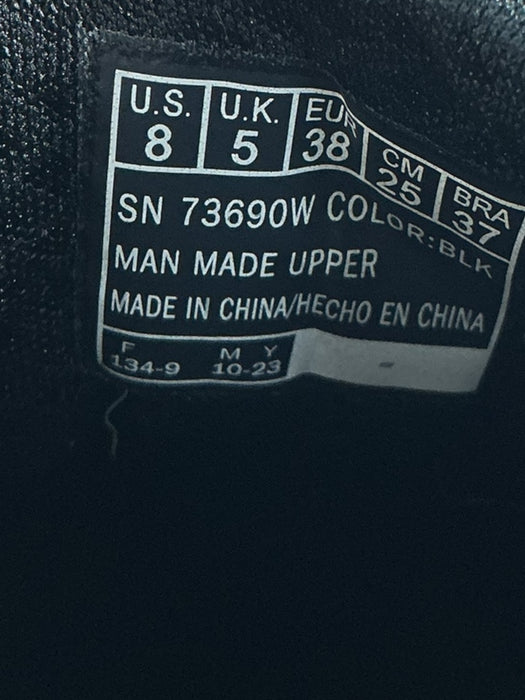 U.S. U.K. EUR CM BRA
8 5 38 25 37
SN 73690W COLOR:BLK
MAN MADE UPPER
MADE IN CHINA/HECHO EN CHINA
F M Y
134-9 10-23
-